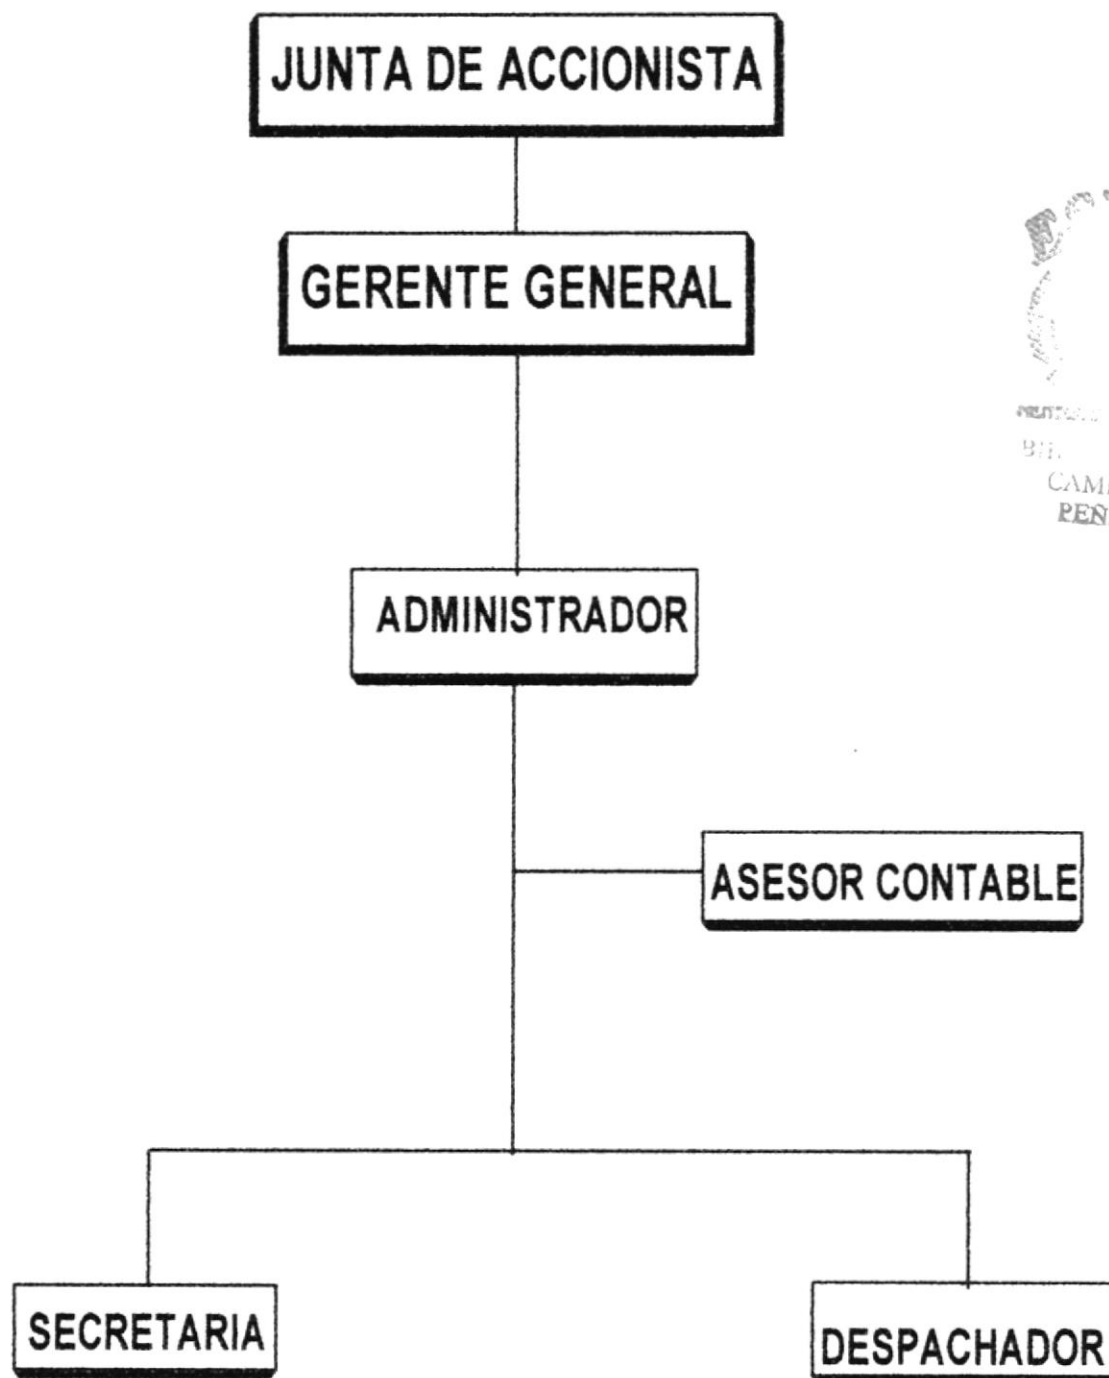 JUNTA DE ACCIONISTA
GERENTE GENERAL
ADMINISTRADOR
ASESOR CONTABLE
SECRETARIA
DESPACHADOR